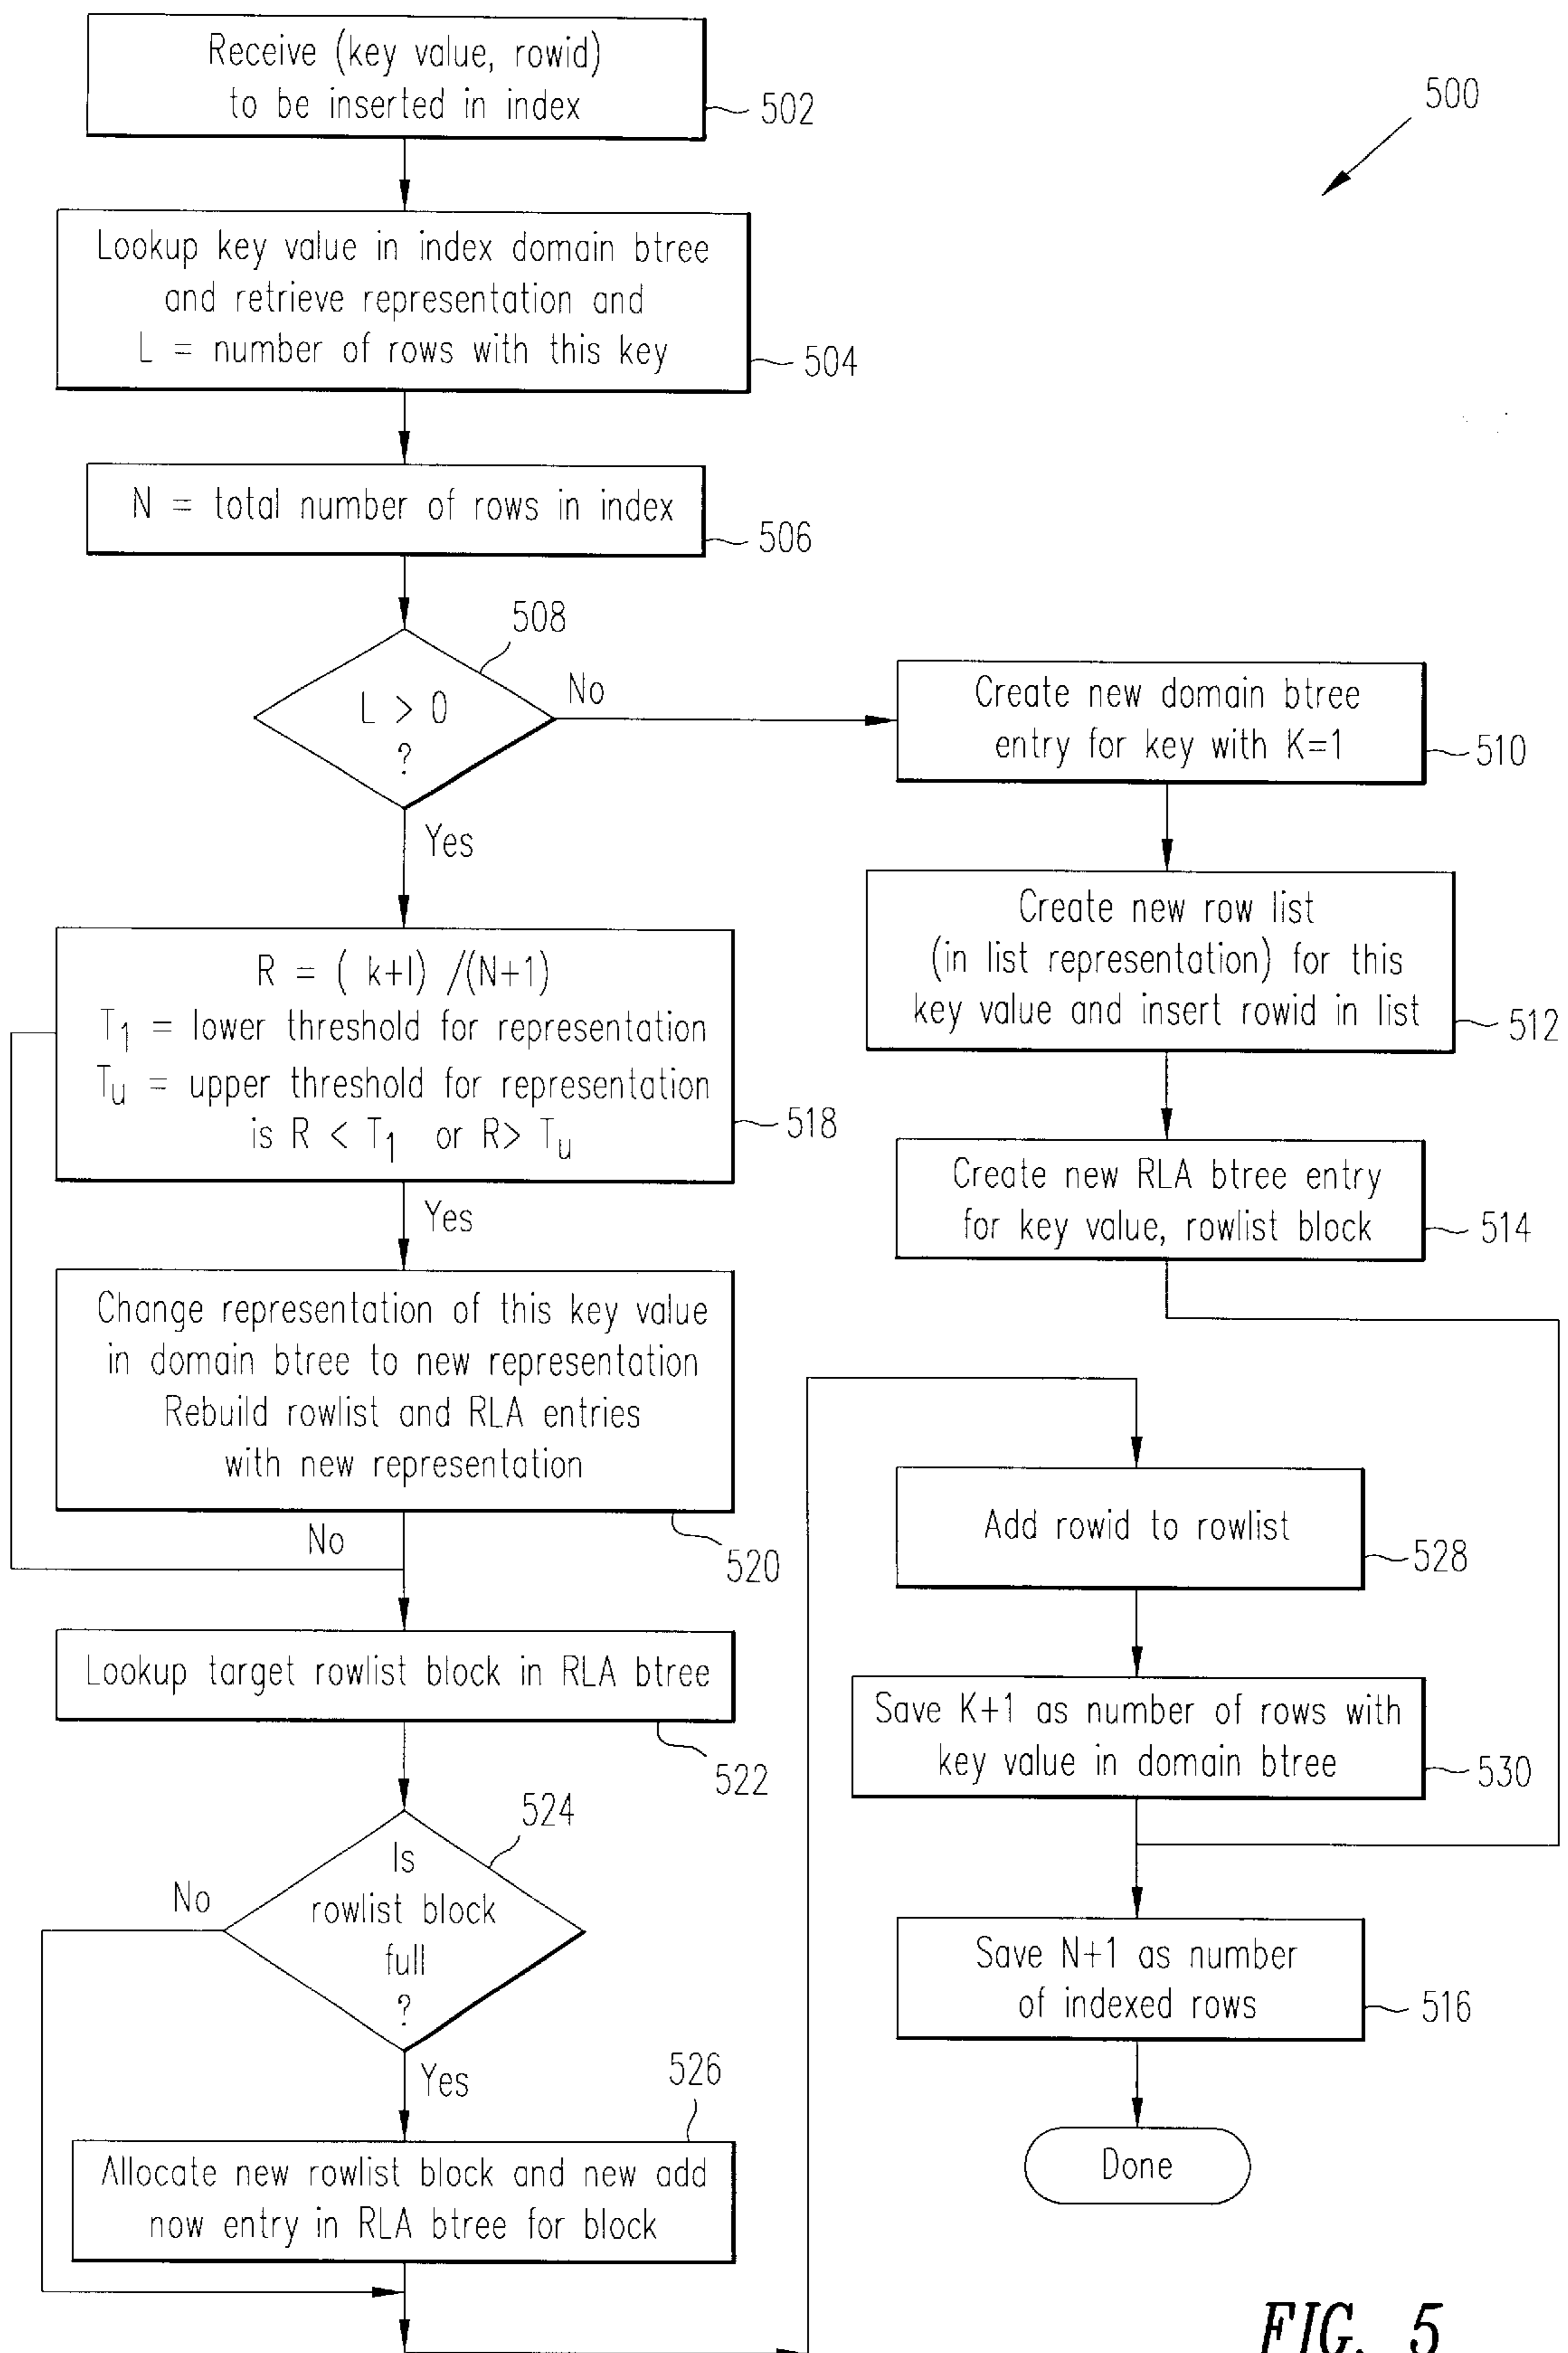 Receive (key value, rowid)
to be inserted in index
502
500
Lookup key value in index domain btree
and retrieve representation and
L = number of rows with this key
504
N = total number of rows in index
506
508
L > 0
?
No
Yes
Create new domain btree
entry for key with K=1
510
Create new row list
(in list representation) for this
key value and insert rowid in list
512
Create new RLA btree entry
for key value, rowlist block
514
R = ( k+l) /(N+1)
T1 = lower threshold for representation
Tu = upper threshold for representation
is R < T1 or R> Tu
518
Yes
Change representation of this key value
in domain btree to new representation
Rebuild rowlist and RLA entries
with new representation
520
No
Lookup target rowlist block in RLA btree
522
524
Is
rowlist block
full
?
No
Yes
526
Allocate new rowlist block and new add
now entry in RLA btree for block
Add rowid to rowlist
528
Save K+1 as number of rows with
key value in domain btree
530
Save N+1 as number
of indexed rows
516
Done
FIG. 5